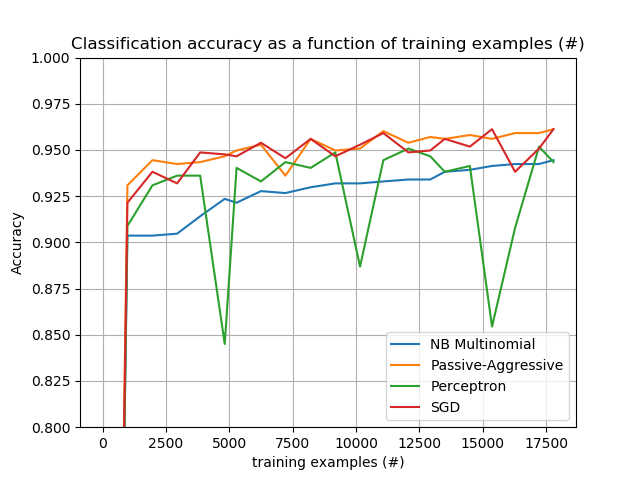 Classification accuracy as a function of training examples (#)
1.000
0.975
0.950
0.925
0.900
0.875
0.850
0.825
0.800
Accuracy
NB Multinomial
Passive-Aggressive
Perceptron
SGD
0 2500 5000 7500 10000 12500 15000 17500
training examples (#)